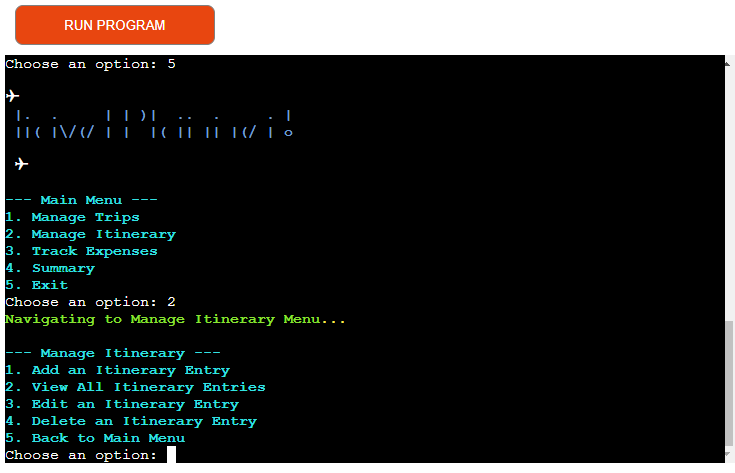 RUN PROGRAM
Choose an option: 5
✈
|.  .     | | )|  ..  .     . |
||( |\/(/ | |  |( || || |(/ | o
✈
--- Main Menu ---
1. Manage Trips
2. Manage Itinerary
3. Track Expenses
4. Summary
5. Exit
Choose an option: 2
Navigating to Manage Itinerary Menu...
--- Manage Itinerary ---
1. Add an Itinerary Entry
2. View All Itinerary Entries
3. Edit an Itinerary Entry
4. Delete an Itinerary Entry
5. Back to Main Menu
Choose an option: